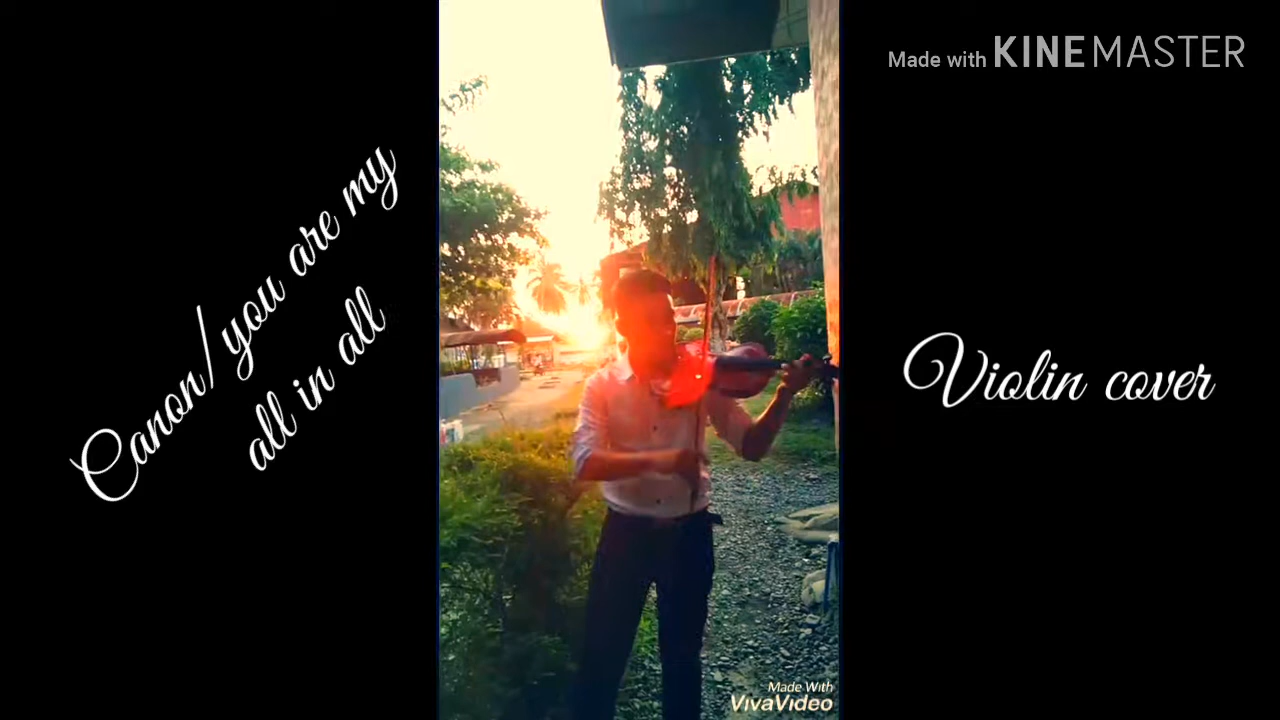 Canon/you are my
all in all
Made with KINEMASTER
Violin cover
Made With
VivaVideo